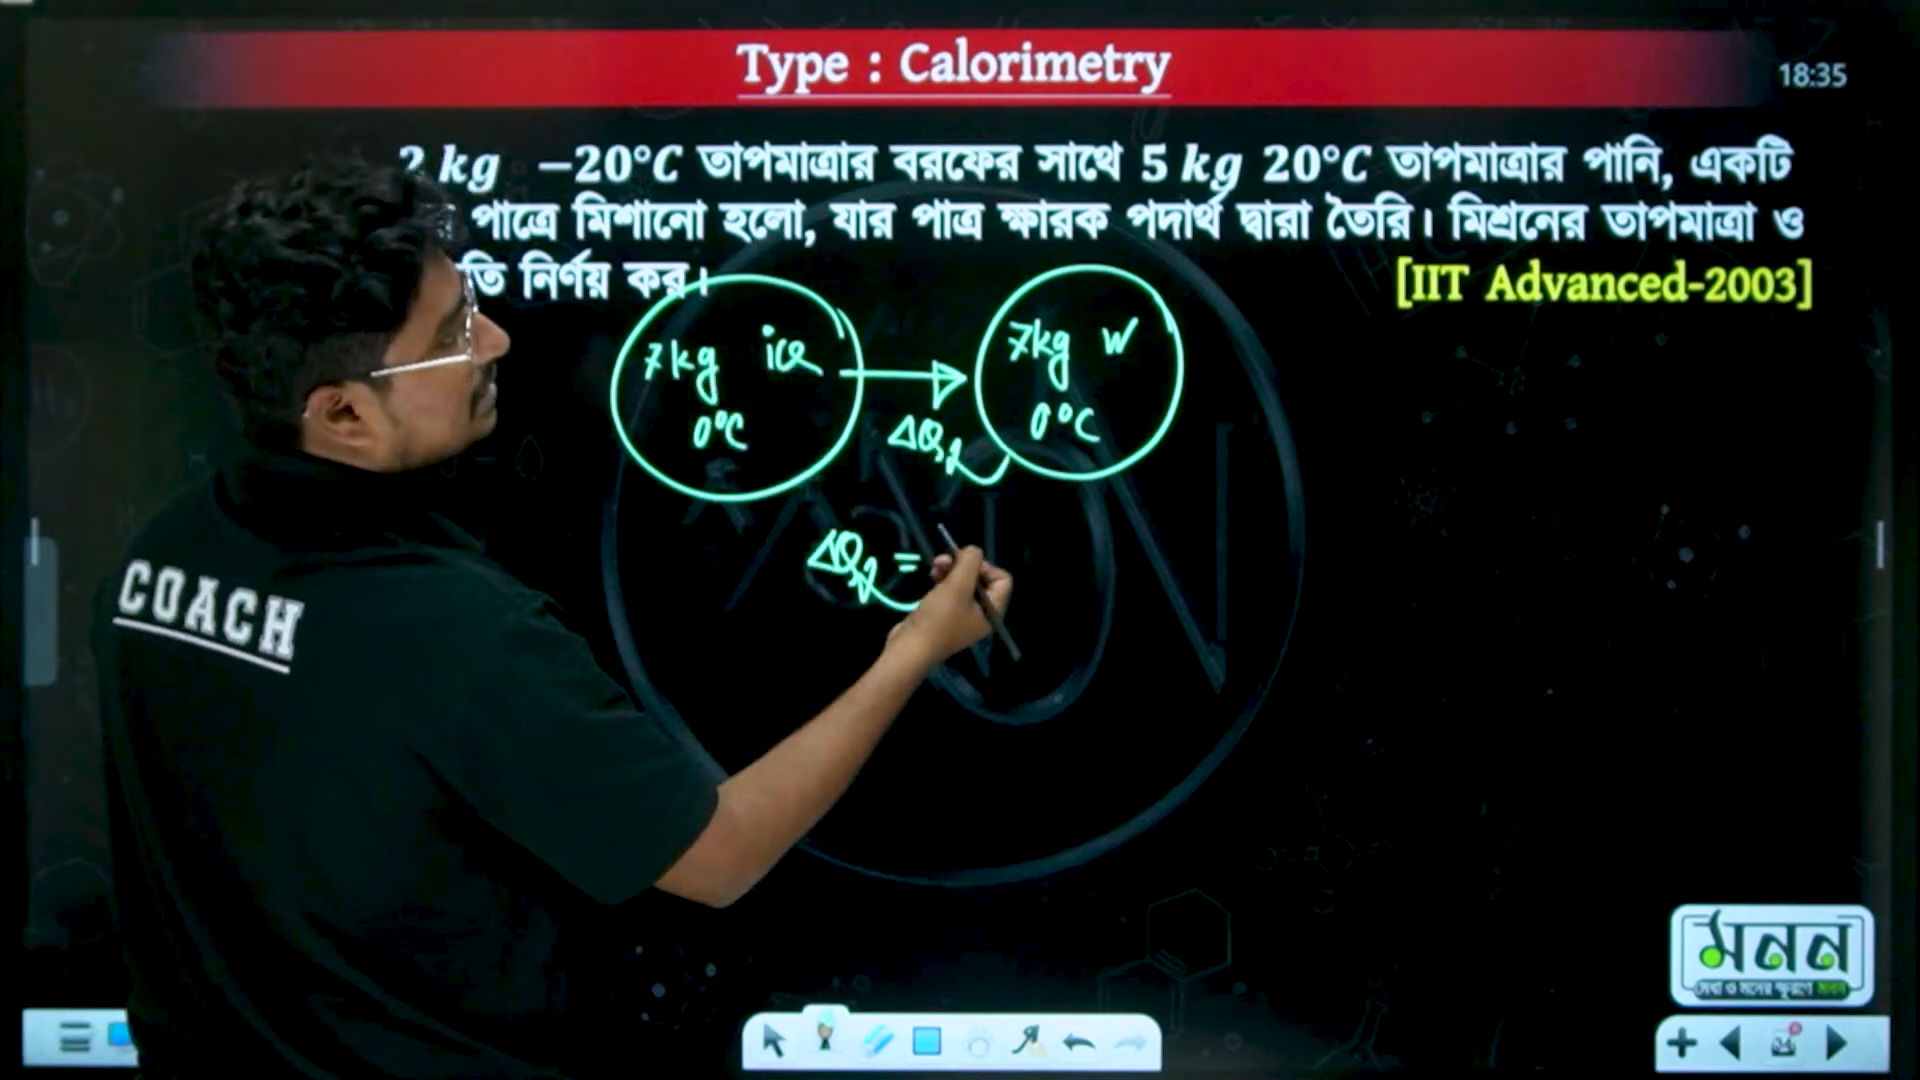 Type : Calorimetry
18:35
2 kg −20°C তাপমাত্রার বরফের সাথে 5 kg 20°C তাপমাত্রার পানি, একটি
পাত্রে মিশানো হলো, যার পাত্র ক্ষারক পদার্থ দ্বারা তৈরি। মিশ্রনের তাপমাত্রা ও
নির্ণয় কর।
[IIT Advanced-2003]
7kg ice
0°C
7kg w
0°C
ΔQ
ΔQ =
COACH
মনন